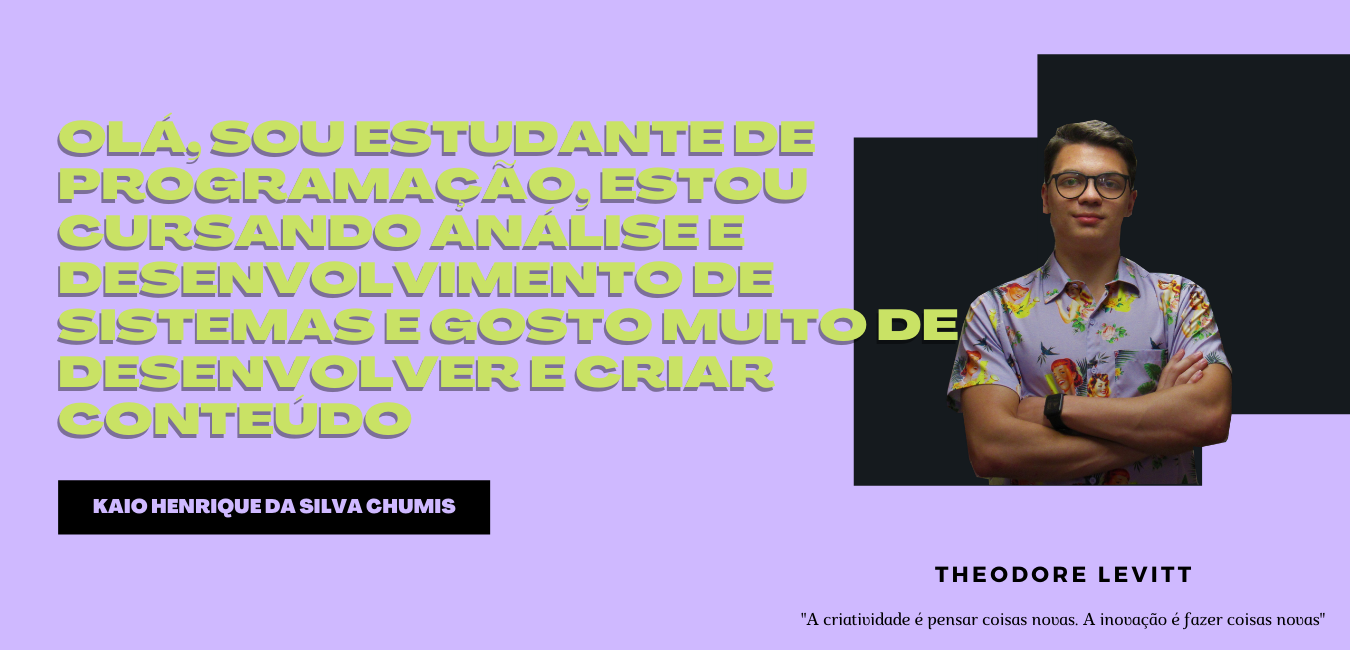 OLÁ, SOU ESTUDANTE DE
PROGRAMAÇÃO, ESTOU
CURSANDO ANÁLISE E
DESENVOLVIMENTO DE
SISTEMAS E GOSTO MUITO DE
DESENVOLVER E CRIAR
CONTEÚDO
KAIO HENRIQUE DA SILVA CHUMIS
THEODORE LEVITT
"A criatividade é pensar coisas novas. A inovação é fazer coisas novas"